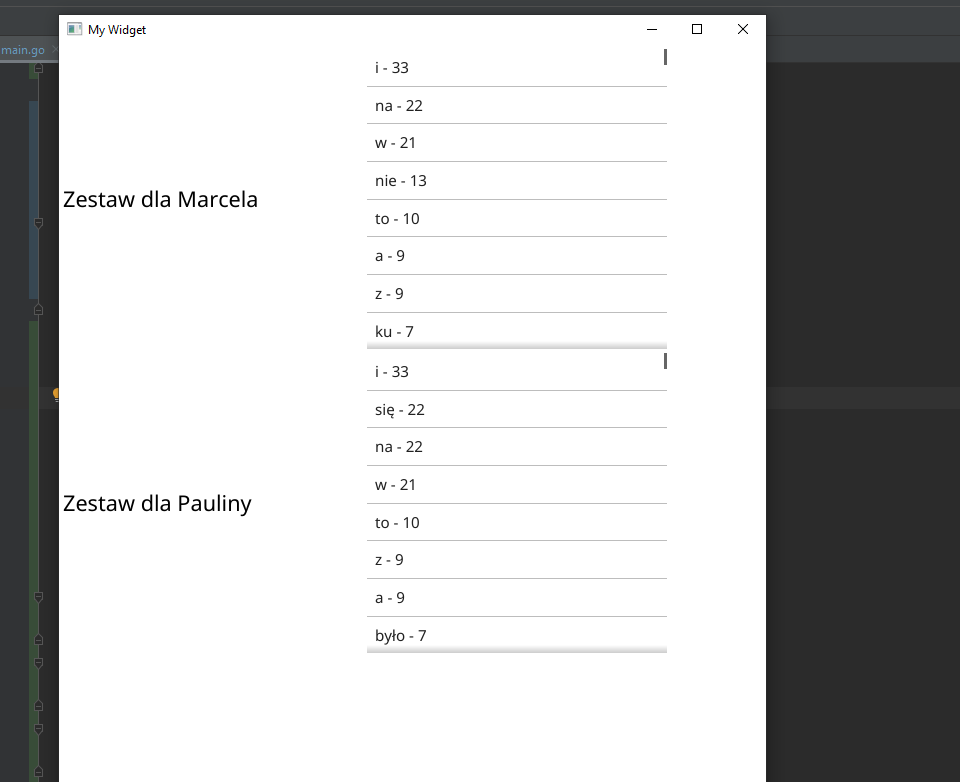 My Widget
main.go
Zestaw dla Marcela
i - 33
na - 22
w - 21
nie - 13
to - 10
a - 9
z - 9
ku - 7
Zestaw dla Pauliny
i - 33
się - 22
na - 22
w - 21
to - 10
z - 9
a - 9
było - 7